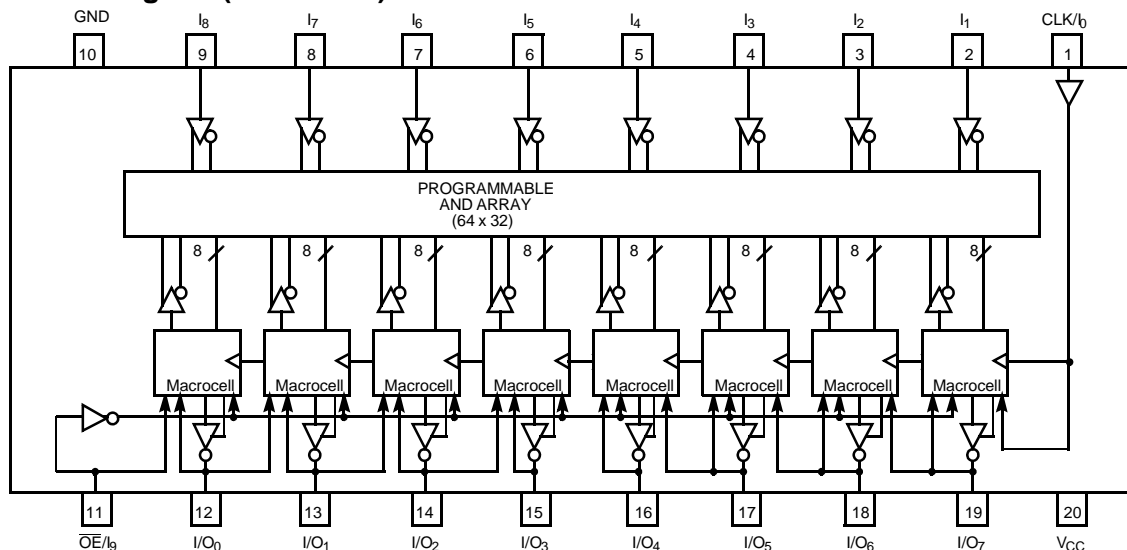 GND I8 I7 I6 I5 I4 I3 I2 I1 CLK/I0
10 9 8 7 6 5 4 3 2 1
PROGRAMMABLE
AND ARRAY
(64 x 32)
8 8 8 8 8 8 8 8
Macrocell Macrocell Macrocell Macrocell Macrocell Macrocell Macrocell Macrocell
11 12 13 14 15 16 17 18 19 20
O̅E̅/I9 I/O0 I/O1 I/O2 I/O3 I/O4 I/O5 I/O6 I/O7 VCC